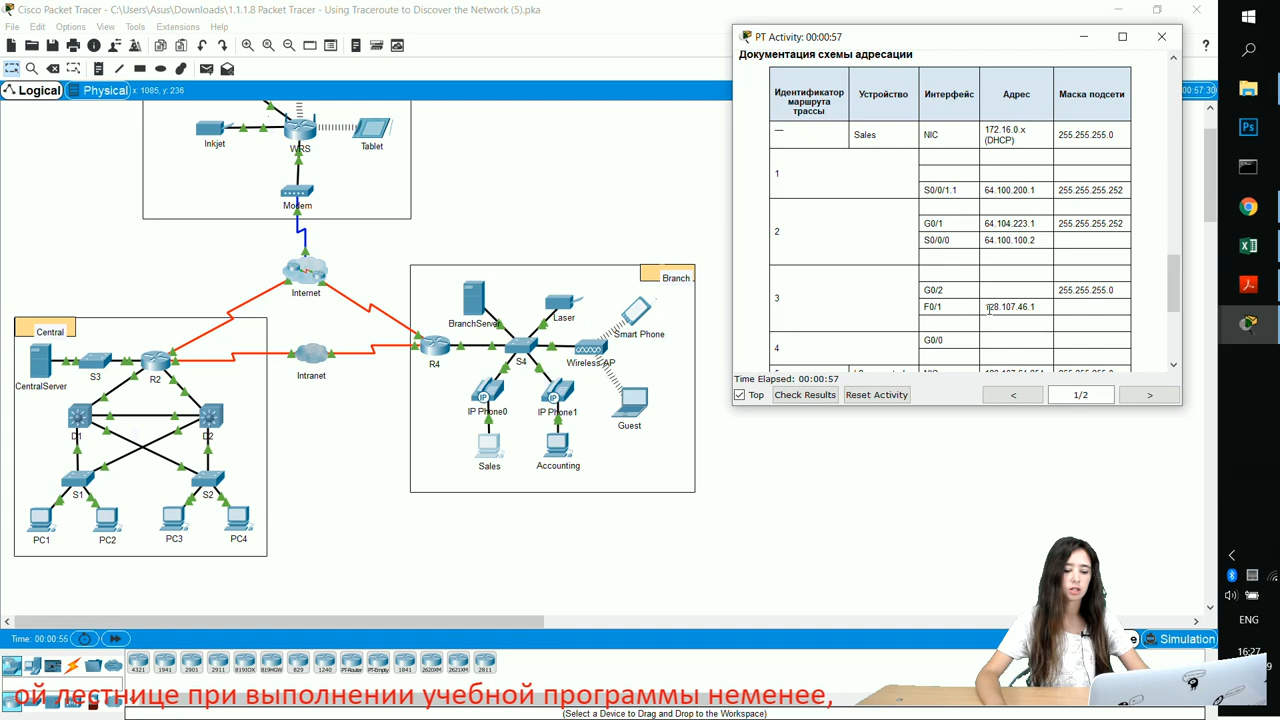 Cisco Packet Tracer - C:\Users\Asus\Downloads\1.1.1.8 Packet Tracer - Using Traceroute to Discover the Network (5).pka
File Edit Options View Tools Extensions Help
Logical Physical x: 1085, y: 236
57:30
Inkjet
WRS
Tablet
Modem
Internet
Central
CentralServer
S3
R2
Intranet
D1
D2
S1
S2
PC1
PC2
PC3
PC4
Branch
BranchServer
Laser
Smart Phone
R4
S4
Wireless AP
IP Phone0
IP Phone1
Guest
Sales
Accounting
PT Activity: 00:00:57
Документация схемы адресации
Идентификатор маршрута трассы Устройство Интерфейс Адрес Маска подсети
— Sales NIC 172.16.0.x (DHCP) 255.255.255.0
1
S0/0/1.1 64.100.200.1 255.255.255.252
2
G0/1 64.104.223.1 255.255.255.252
S0/0/0 64.100.100.2
3
G0/2 255.255.255.0
F0/1 128.107.46.1
4
G0/0
Time Elapsed: 00:00:57
Top Check Results Reset Activity < 1/2 >
Time: 00:00:55
Simulation
4321 1941 2901 2911 819IOX 819HGW 829 1240 PT-Router PT-Empty 1841 2620XM 2621XM 2811
ой лестнице при выполнении учебной программы неменее,
(Select a Device to Drag and Drop to the Workspace)
ENG
16:27